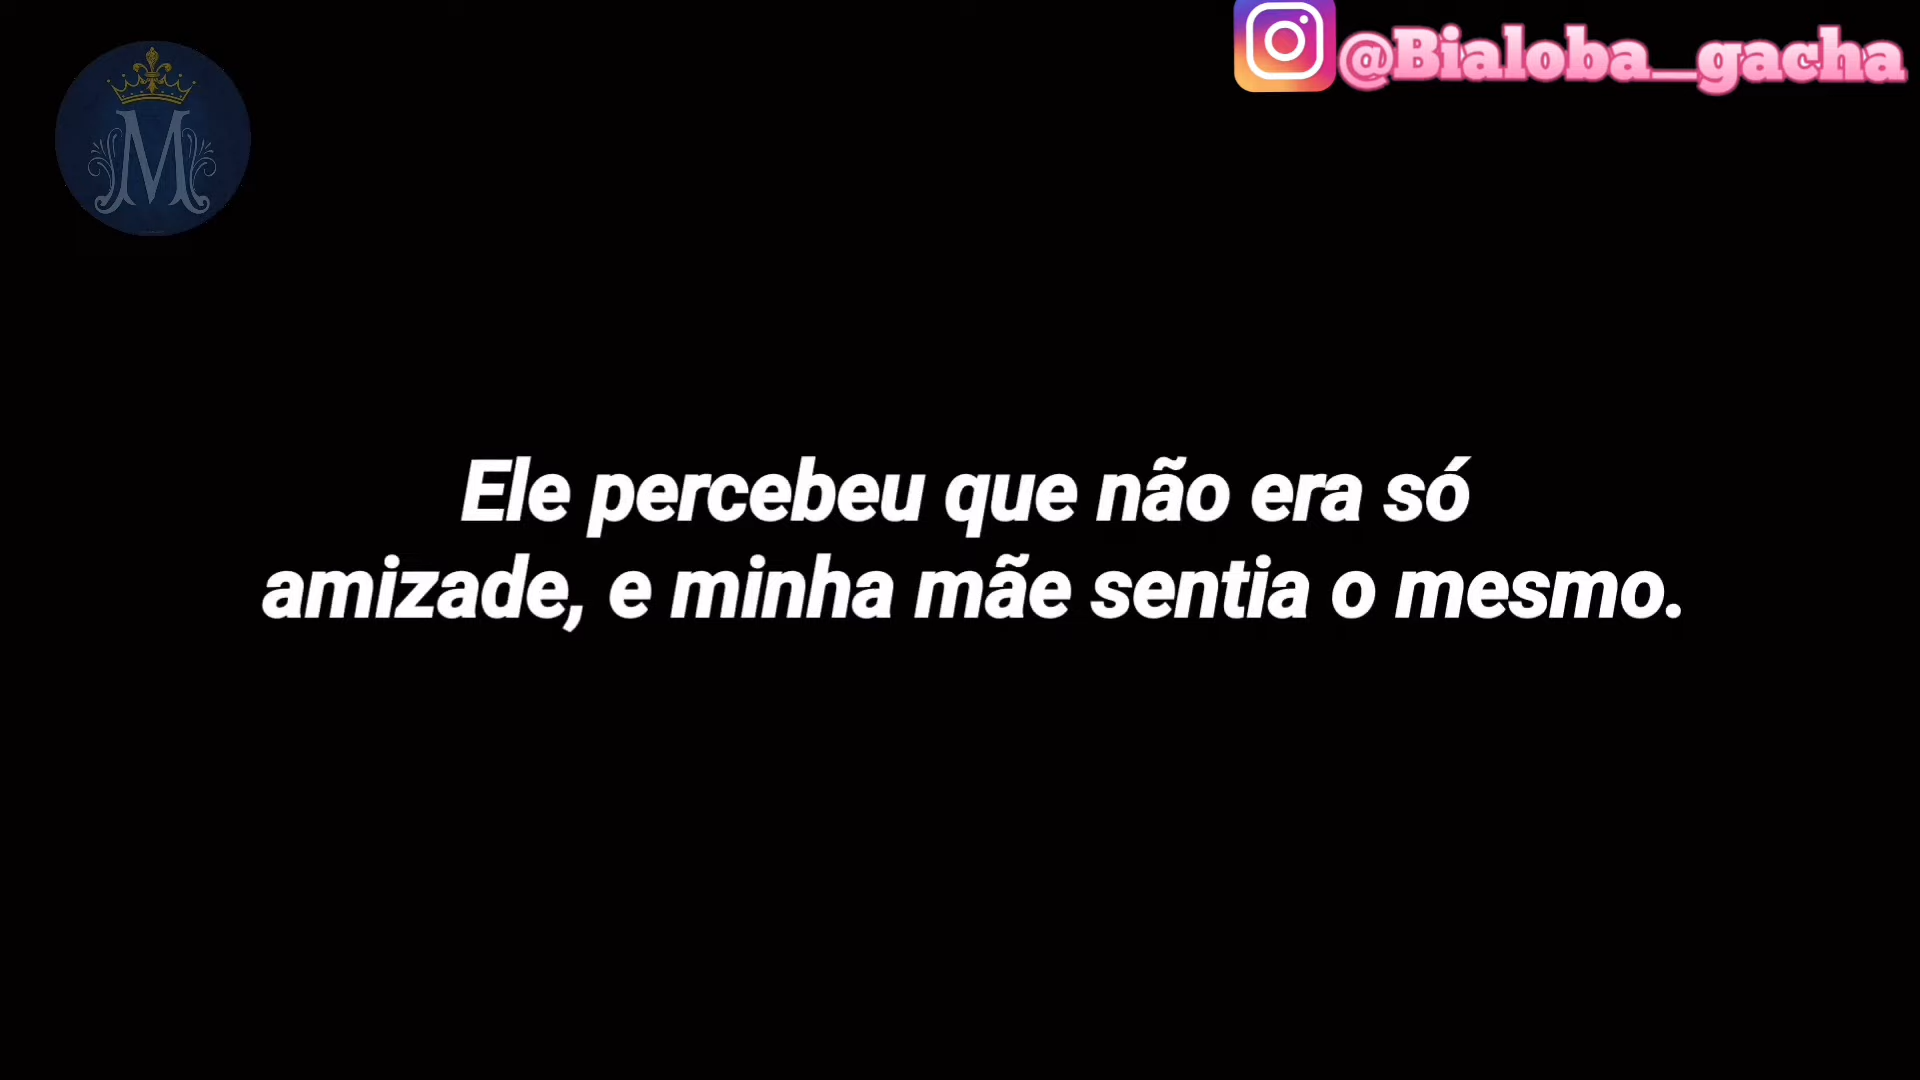 @Bialoba_gacha
M
Ele percebeu que não era só
amizade, e minha mãe sentia o mesmo.